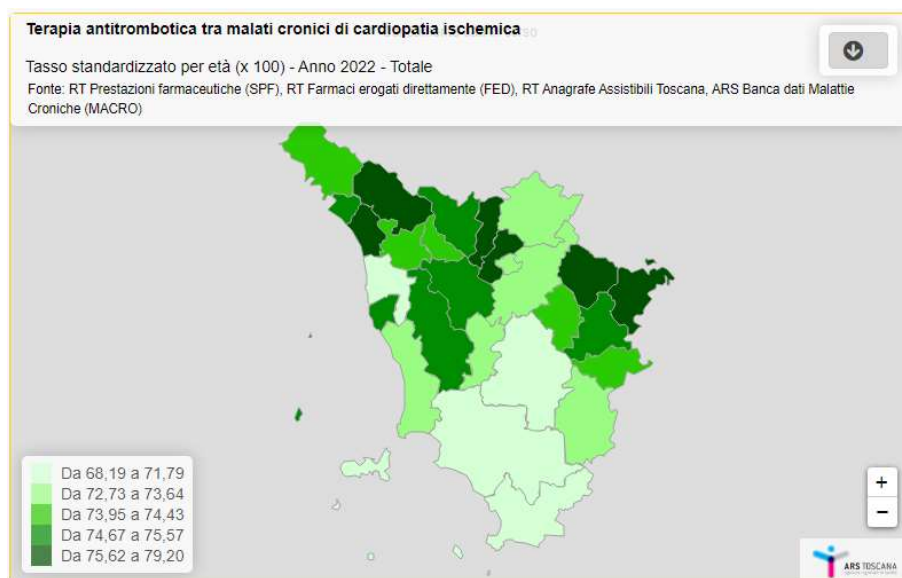 Terapia antitrombotica tra malati cronici di cardiopatia ischemica
Tasso standardizzato per età (x 100) - Anno 2022 - Totale
Fonte: RT Prestazioni farmaceutiche (SPF), RT Farmaci erogati direttamente (FED), RT Anagrafe Assistibili Toscana, ARS Banca dati Malattie
Croniche (MACRO)
Da 68,19 a 71,79
Da 72,73 a 73,64
Da 73,95 a 74,43
Da 74,67 a 75,57
Da 75,62 a 79,20
+
−
ARS TOSCANA